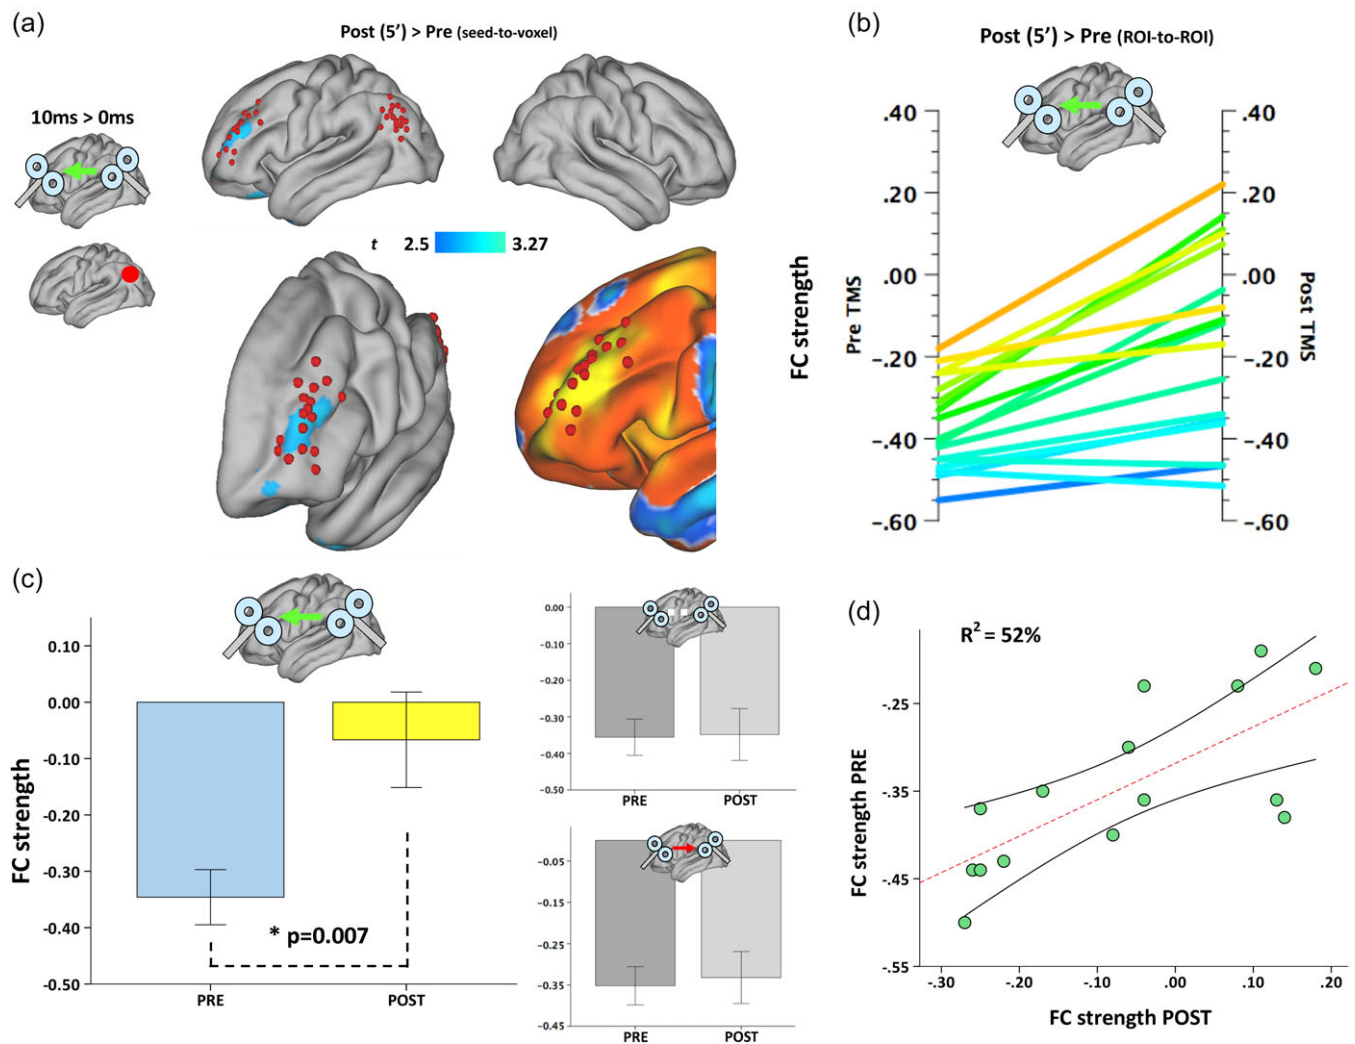 (a)
Post (5’) > Pre (seed-to-voxel)
10ms > 0ms
t 2.5 3.27
(b)
Post (5’) > Pre (ROI-to-ROI)
FC strength
Pre TMS
.40
.20
.00
-.20
-.40
-.60
.40
.20
.00
-.20
-.40
-.60
Post TMS
(c)
FC strength
0.10
0.00
-0.10
-0.20
-0.30
-0.40
-0.50
* p=0.007
PRE POST
0.00
-0.10
-0.20
-0.30
-0.40
-0.50
PRE POST
-0.05
-0.15
-0.25
-0.35
-0.45
PRE POST
(d)
R2 = 52%
FC strength PRE
-.25
-.35
-.45
-.55
-.30 -.20 -.10 .00 .10 .20
FC strength POST